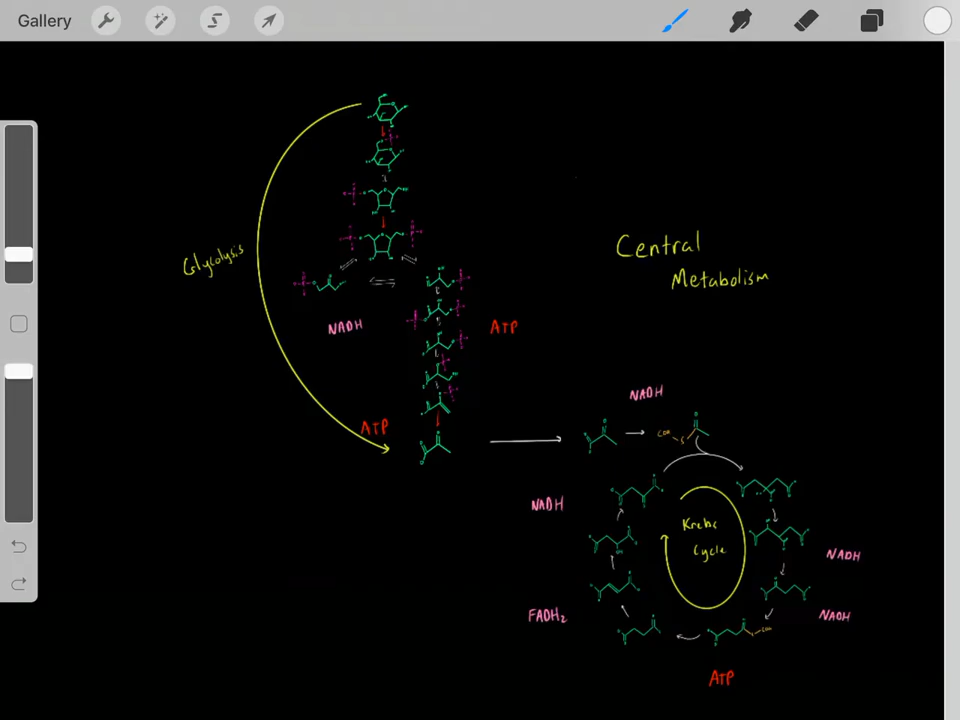 Gallery
Glycolysis
Central
Metabolism
NADH
ATP
ATP
NADH
NADH
Krebs
Cycle
NADH
NADH
FADH2
ATP